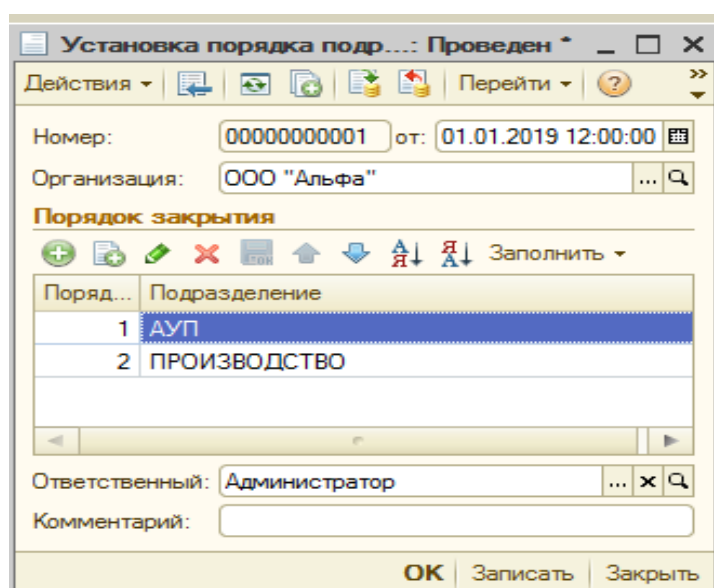 Установка порядка подр...: Проведен *
Действия Перейти
Номер: 00000000001 от: 01.01.2019 12:00:00
Организация: ООО "Альфа" ...
Порядок закрытия
Заполнить
Поряд... Подразделение
1 АУП
2 ПРОИЗВОДСТВО
Ответственный: Администратор ...
Комментарий:
OK Записать Закрыть